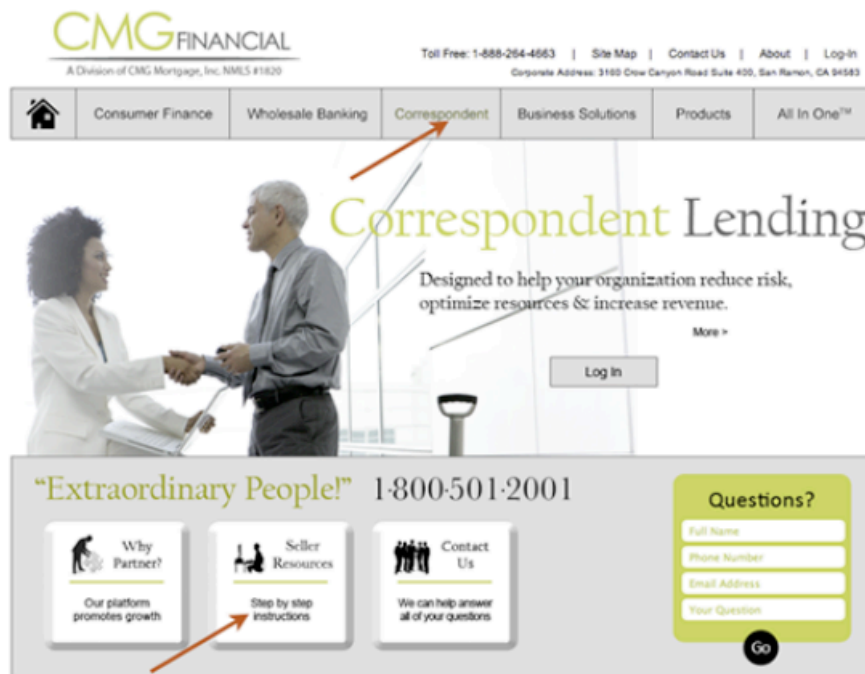 CMG FINANCIAL
A Division of CMG Mortgage, Inc. NMLS #1820
Toll Free: 1-888-264-4663 | Site Map | Contact Us | About | Log-In
Corporate Address: 3160 Crow Canyon Road Suite 400, San Ramon, CA 94583
Consumer Finance Wholesale Banking Correspondent Business Solutions Products All In One™
Correspondent Lending
Designed to help your organization reduce risk,
optimize resources & increase revenue.
More >
Log In
“Extraordinary People!” 1·800·501·2001
Why
Partner?
Our platform
promotes growth
Seller
Resources
Step by step
instructions
Contact
Us
We can help answer
all of your questions
Questions?
Full Name
Phone Number
Email Address
Your Question
Go